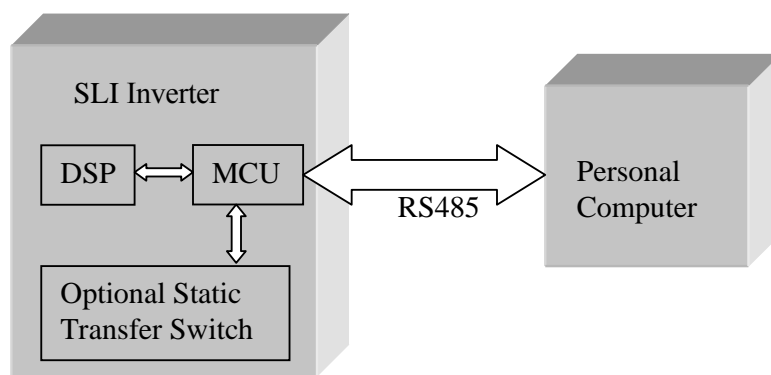 SLI Inverter
DSP
MCU
RS485
Personal
Computer
Optional Static
Transfer Switch